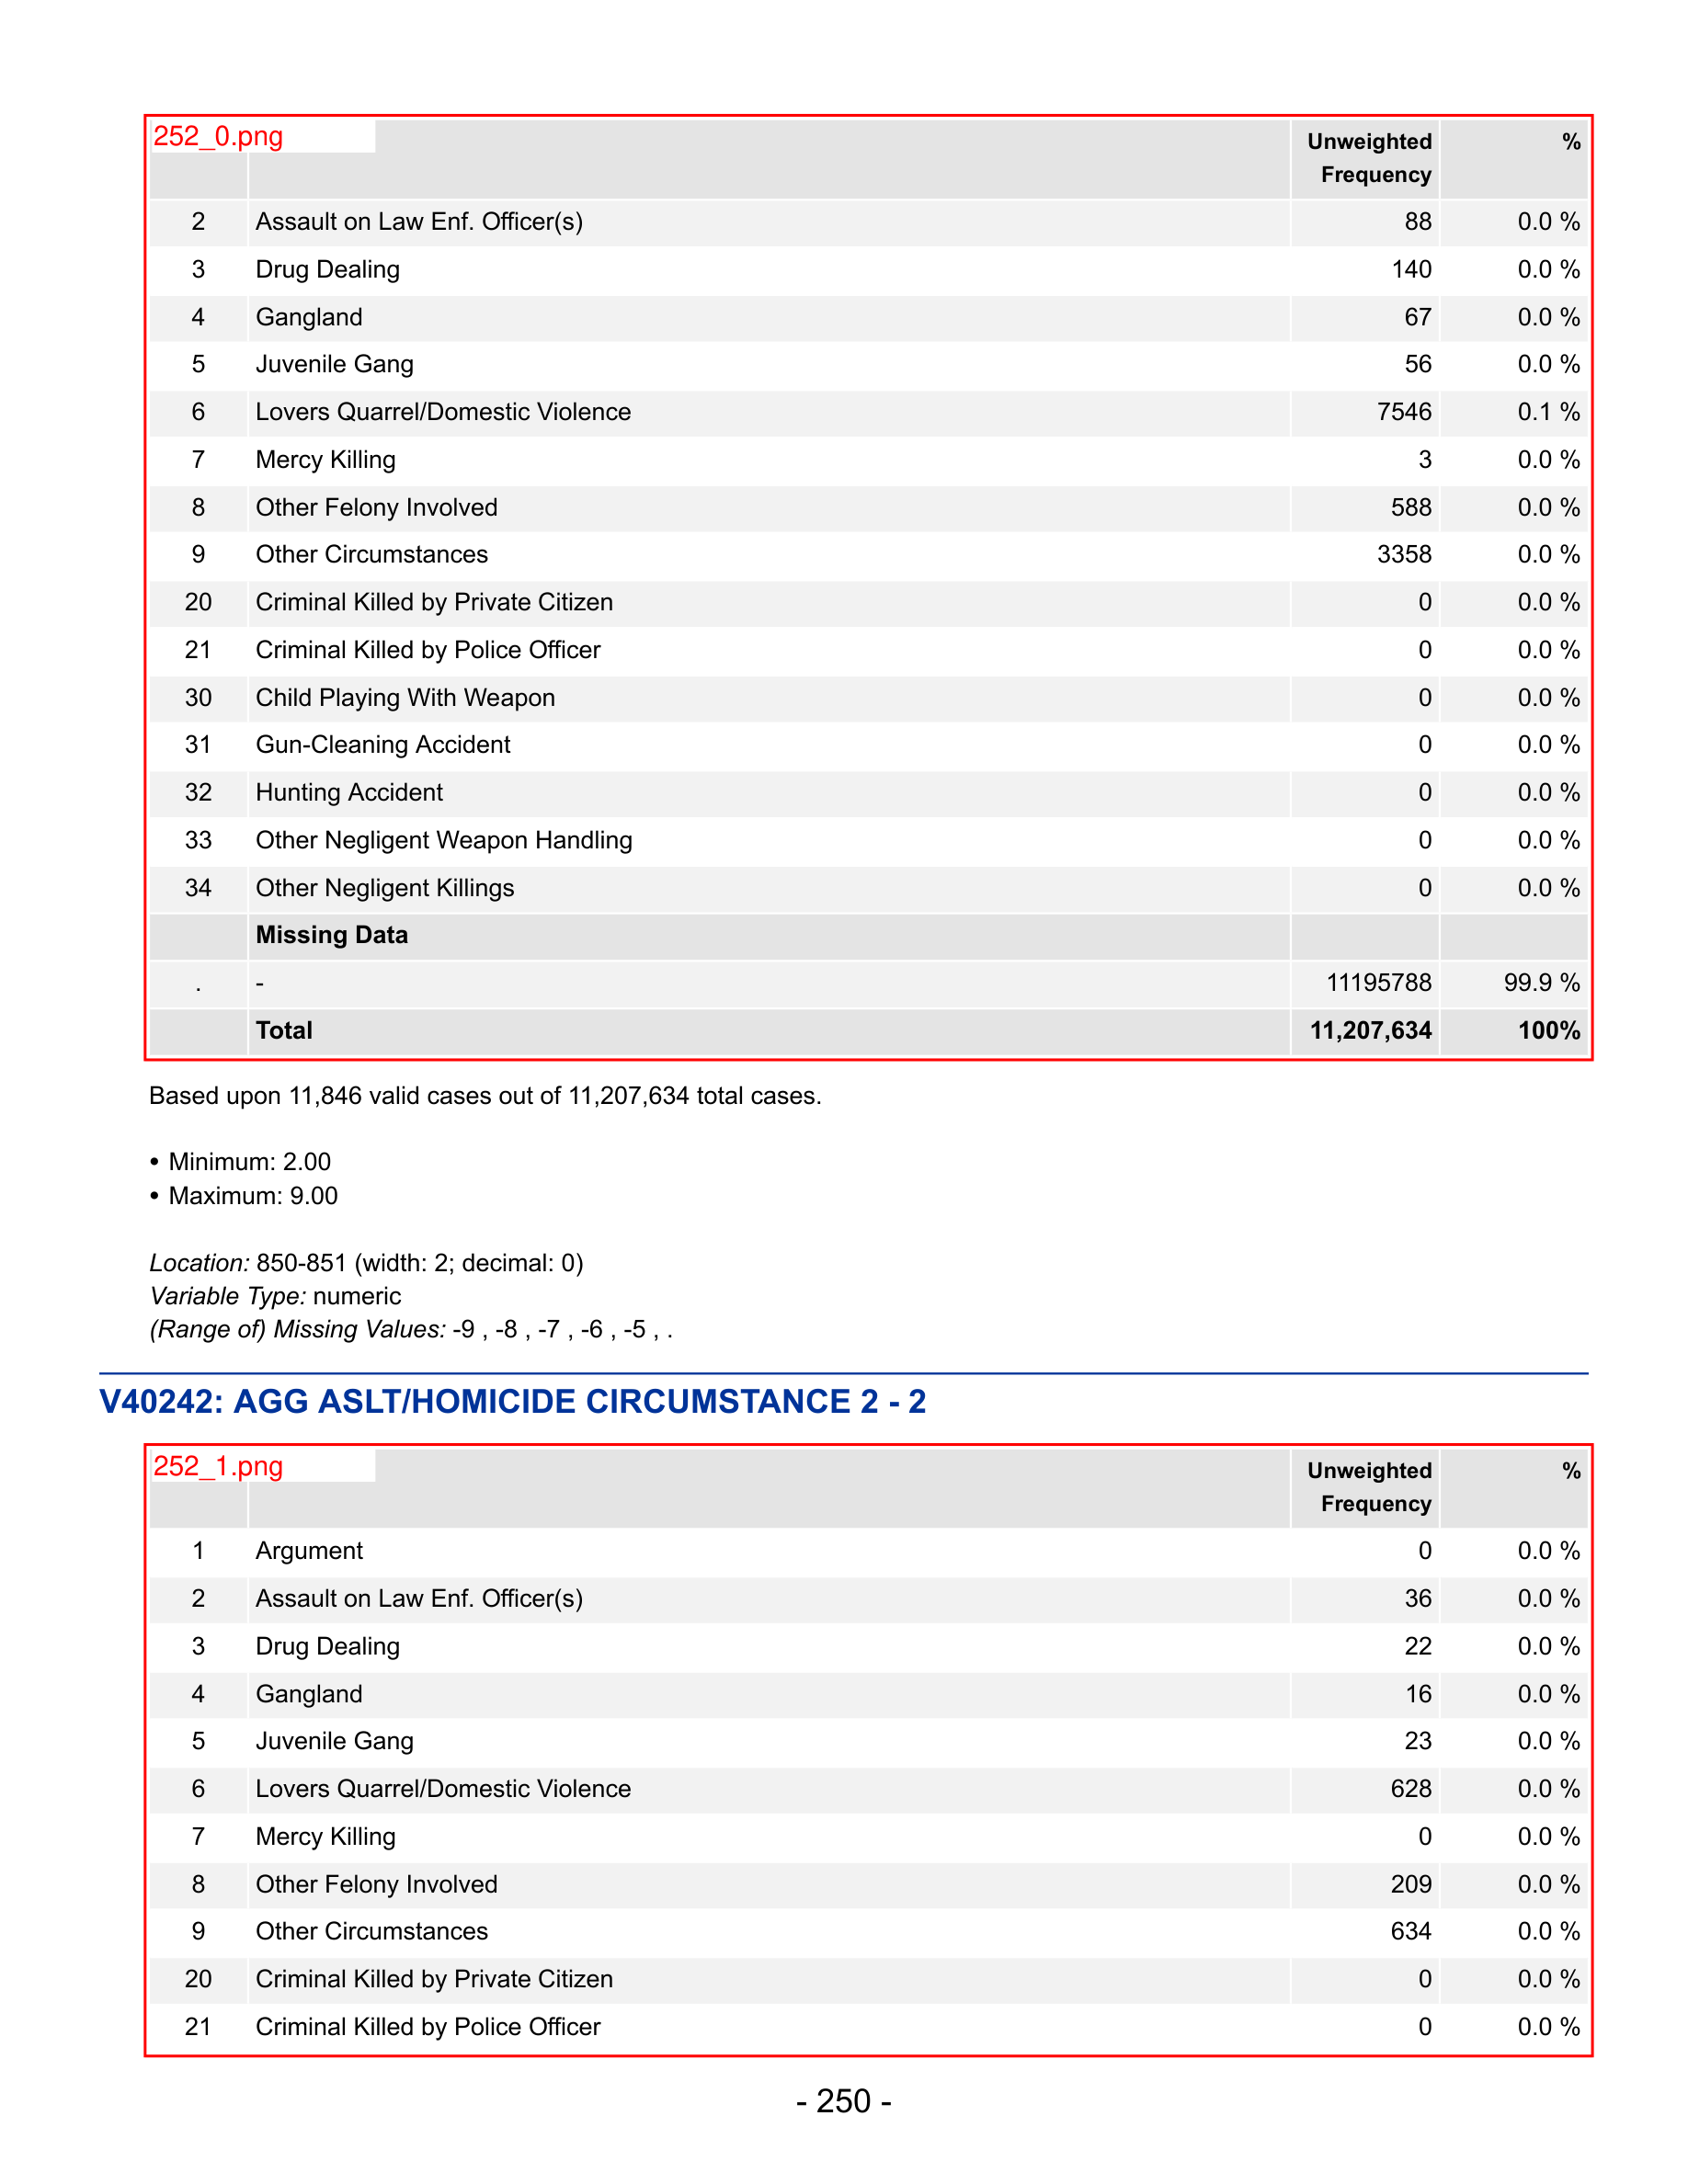 252_0.png
Unweighted Frequency %
2 Assault on Law Enf. Officer(s) 88 0.0 %
3 Drug Dealing 140 0.0 %
4 Gangland 67 0.0 %
5 Juvenile Gang 56 0.0 %
6 Lovers Quarrel/Domestic Violence 7546 0.1 %
7 Mercy Killing 3 0.0 %
8 Other Felony Involved 588 0.0 %
9 Other Circumstances 3358 0.0 %
20 Criminal Killed by Private Citizen 0 0.0 %
21 Criminal Killed by Police Officer 0 0.0 %
30 Child Playing With Weapon 0 0.0 %
31 Gun-Cleaning Accident 0 0.0 %
32 Hunting Accident 0 0.0 %
33 Other Negligent Weapon Handling 0 0.0 %
34 Other Negligent Killings 0 0.0 %
Missing Data
. - 11195788 99.9 %
Total 11,207,634 100%
Based upon 11,846 valid cases out of 11,207,634 total cases.
• Minimum: 2.00
• Maximum: 9.00
Location: 850-851 (width: 2; decimal: 0)
Variable Type: numeric
(Range of) Missing Values: -9 , -8 , -7 , -6 , -5 , .
V40242: AGG ASLT/HOMICIDE CIRCUMSTANCE 2 - 2
252_1.png
Unweighted Frequency %
1 Argument 0 0.0 %
2 Assault on Law Enf. Officer(s) 36 0.0 %
3 Drug Dealing 22 0.0 %
4 Gangland 16 0.0 %
5 Juvenile Gang 23 0.0 %
6 Lovers Quarrel/Domestic Violence 628 0.0 %
7 Mercy Killing 0 0.0 %
8 Other Felony Involved 209 0.0 %
9 Other Circumstances 634 0.0 %
20 Criminal Killed by Private Citizen 0 0.0 %
21 Criminal Killed by Police Officer 0 0.0 %
- 250 -